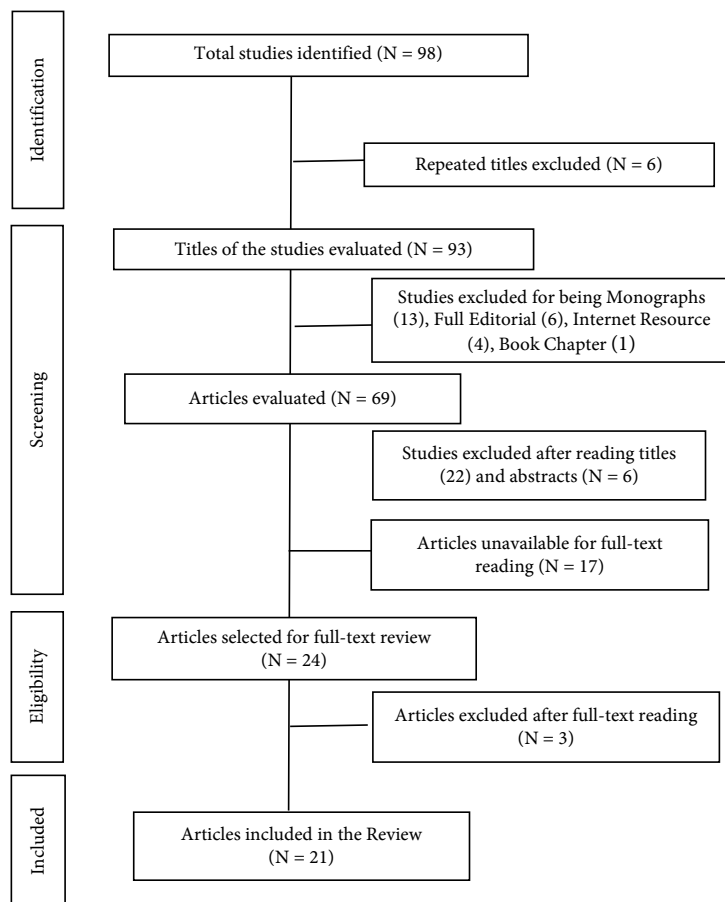 Identification
Total studies identified (N = 98)
Repeated titles excluded (N = 6)
Screening
Titles of the studies evaluated (N = 93)
Studies excluded for being Monographs
(13), Full Editorial (6), Internet Resource
(4), Book Chapter (1)
Articles evaluated (N = 69)
Studies excluded after reading titles
(22) and abstracts (N = 6)
Articles unavailable for full-text
reading (N = 17)
Eligibility
Articles selected for full-text review
(N = 24)
Articles excluded after full-text reading
(N = 3)
Included
Articles included in the Review
(N = 21)